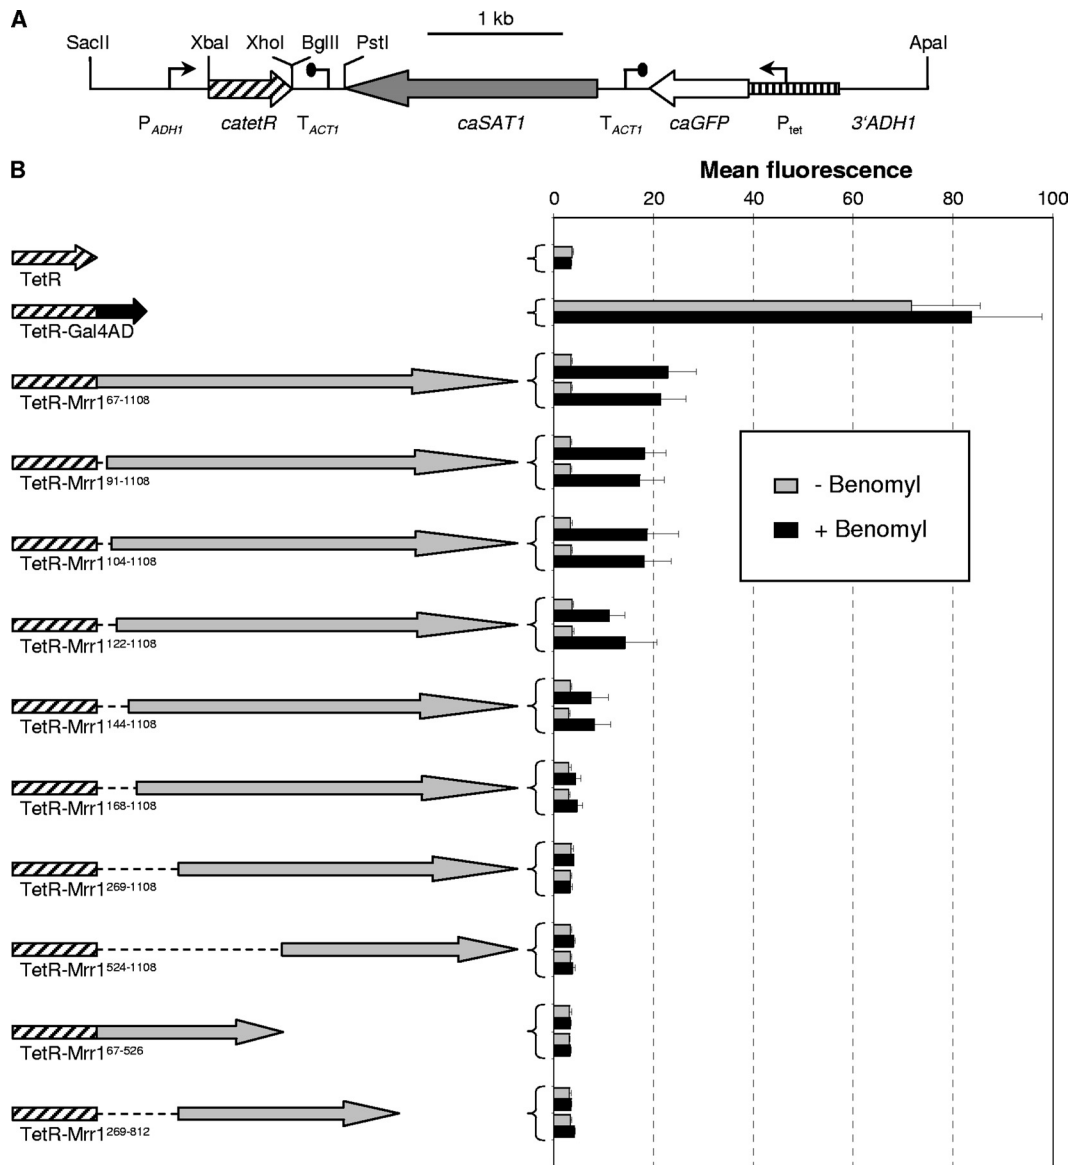 A
1 kb
SacII XbaI XhoI BglII PstI ApaI
PADH1 catetR TACT1 caSAT1 TACT1 caGFP Ptet 3'ADH1
B
Mean fluorescence
0 20 40 60 80 100
TetR
TetR-Gal4AD
TetR-Mrr1 67-1108
TetR-Mrr1 91-1108
- Benomyl
+ Benomyl
TetR-Mrr1 104-1108
TetR-Mrr1 122-1108
TetR-Mrr1 144-1108
TetR-Mrr1 168-1108
TetR-Mrr1 269-1108
TetR-Mrr1 524-1108
TetR-Mrr1 67-526
TetR-Mrr1 269-812